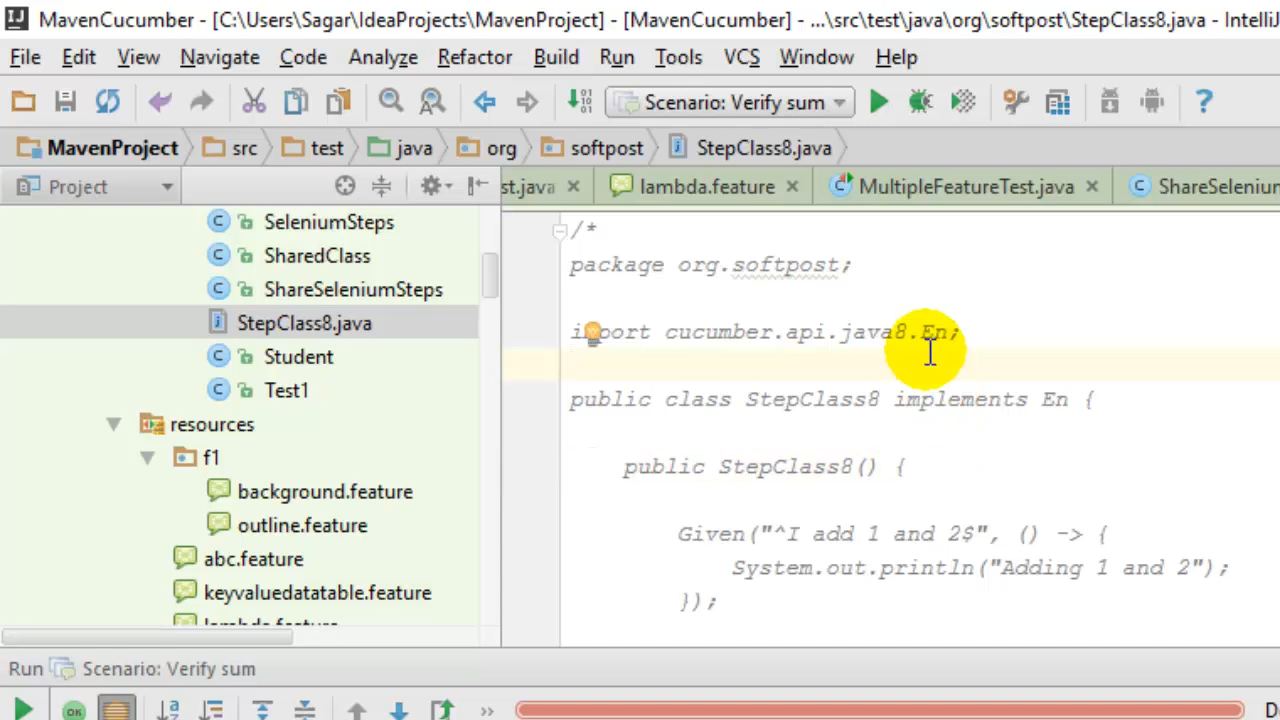 MavenCucumber - [C:\Users\Sagar\IdeaProjects\MavenProject] - [MavenCucumber] - ...\src\test\java\org\softpost\StepClass8.java - IntelliJ
File Edit View Navigate Code Analyze Refactor Build Run Tools VCS Window Help
Scenario: Verify sum
MavenProject src test java org softpost StepClass8.java
Project
st.java lambda.feature MultipleFeatureTest.java ShareSelenium
SeleniumSteps
SharedClass
ShareSeleniumSteps
StepClass8.java
Student
Test1
resources
f1
background.feature
outline.feature
abc.feature
keyvaluedatatable.feature
lambda.feature
/*
package org.softpost;
import cucumber.api.java8.En;
public class StepClass8 implements En {
public StepClass8() {
Given("^I add 1 and 2$", () -> {
System.out.println("Adding 1 and 2");
});
Run Scenario: Verify sum